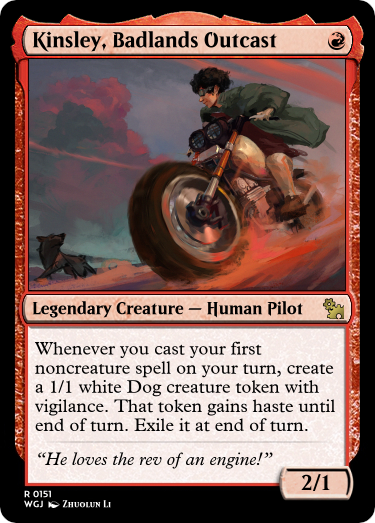 Kinsley, Badlands Outcast
Legendary Creature — Human Pilot
Whenever you cast your first
noncreature spell on your turn, create
a 1/1 white Dog creature token with
vigilance. That token gains haste until
end of turn. Exile it at end of turn.
“He loves the rev of an engine!”
2/1
R 0151
WGJ Zhuolun Li